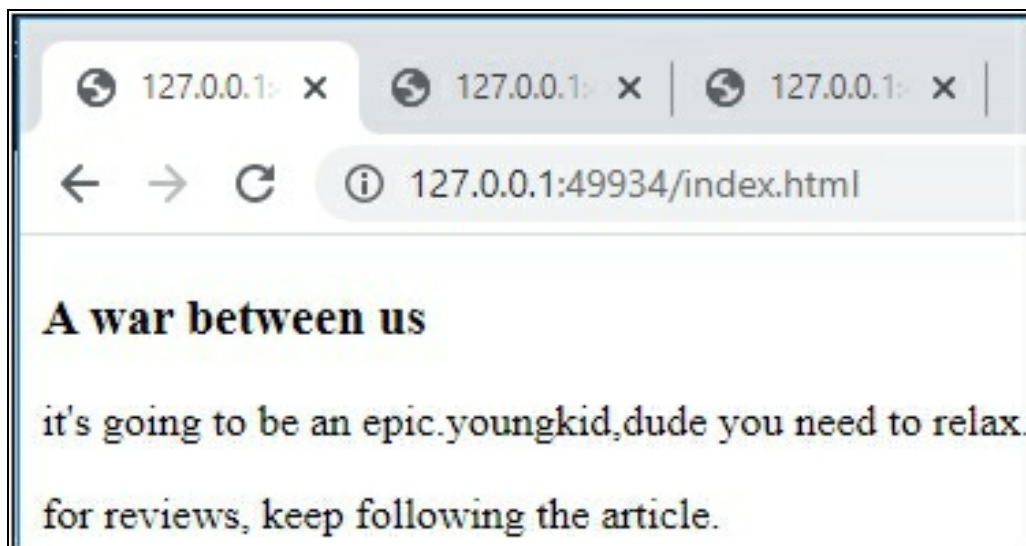 127.0.0.1: 127.0.0.1: 127.0.0.1:
127.0.0.1:49934/index.html
A war between us
it's going to be an epic.youngkid,dude you need to relax.
for reviews, keep following the article.